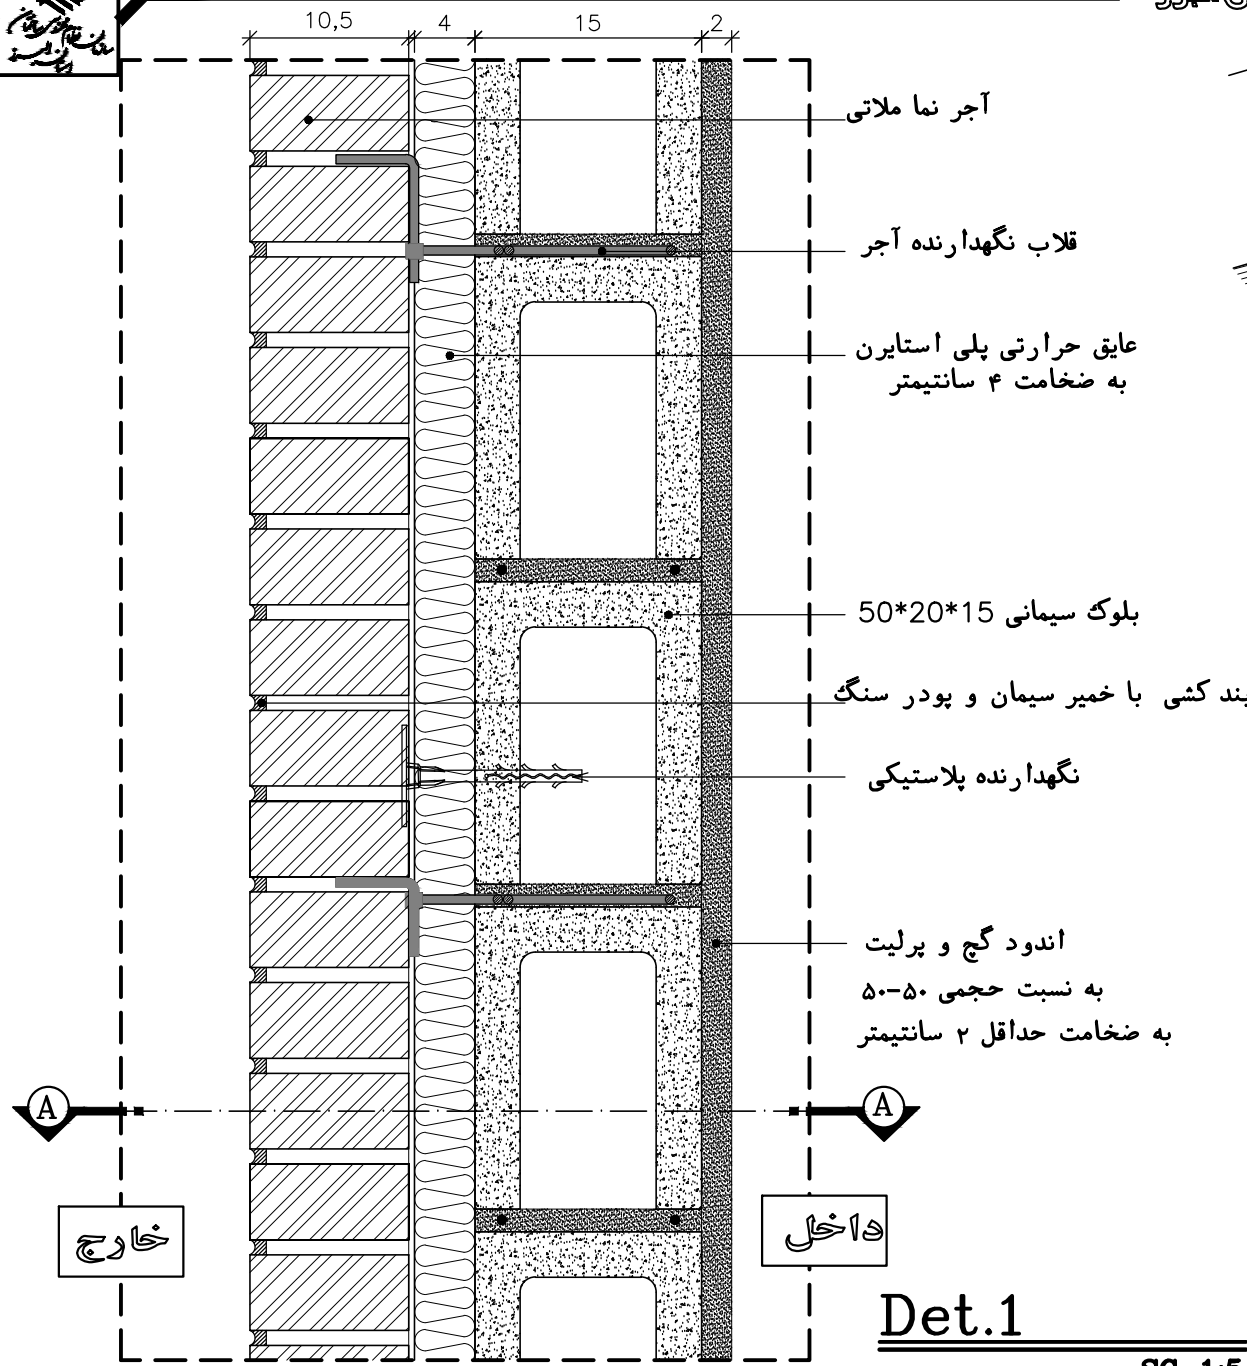 10,5
4
15
2
آجر نما ملاتی
قلاب نگهدارنده آجر
عایق حرارتی پلی استایرن
به ضخامت ۴ سانتیمتر
بلوک سیمانی 15*20*50
بند کشی با خمیر سیمان و پودر سنگ
نگهدارنده پلاستیکی
اندود گچ و پرلیت
به نسبت حجمی ۵۰-۵۰
به ضخامت حداقل ۲ سانتیمتر
A
A
خارج
داخل
Det.1